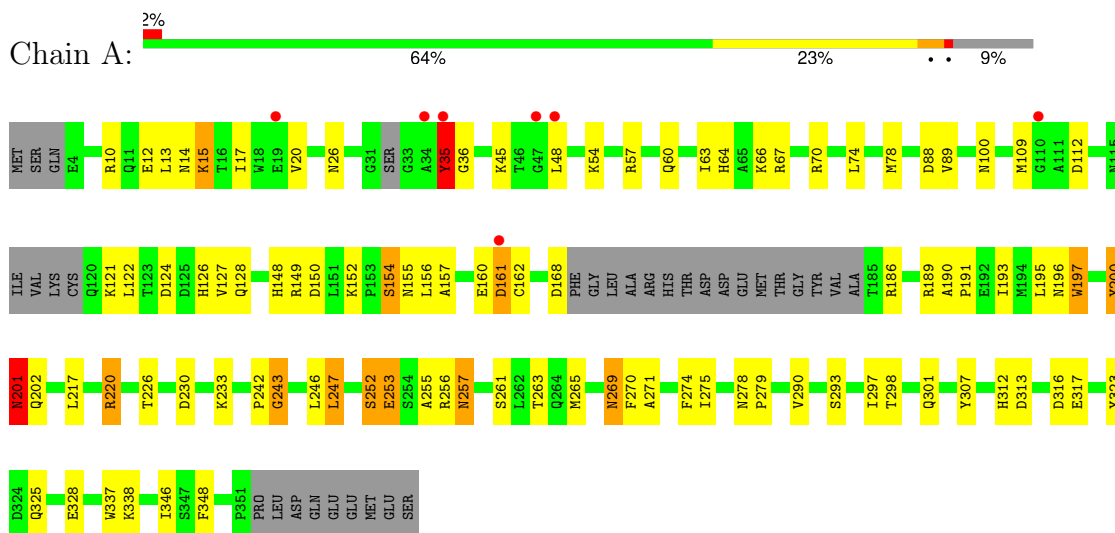 2%
Chain A:
64% 23% • • 9%
MET SER GLN E4 R10 Q11 E12 L13 N14 K15 T16 I17 W18 E19 V20 N26 G31 SER G33 A34 Y35 G36 K45 T46 G47 L48 K54 R57 Q60 I63 H64 A65 K66 R67 R70 L74 M78 D88 V89 N100 M109 G110 A111 D112 N115
ILE VAL LYS CYS Q120 K121 L122 T123 D124 D125 H126 V127 Q128 H148 R149 D150 L151 K152 P153 S154 N155 L156 A157 E160 D161 C162 D168 PHE GLY LEU ALA ARG HIS THR ASP ASP GLU MET THR GLY TYR VAL ALA T185 R186 R189 A190 P191 E192 I193 M194 L195 N196 W197 Y200
N201 Q202 L217 R220 T226 D230 K233 P242 G243 L246 L247 S252 E253 S254 A255 R256 N257 S261 L262 T263 Q264 M265 N269 F270 A271 F274 I275 N278 P279 V290 S293 I297 T298 Q301 Y307 H312 D313 D316 E317
D324 Q325 E328 W337 K338 I346 S347 F348 P351 PRO LEU ASP GLN GLU GLU MET GLU SER